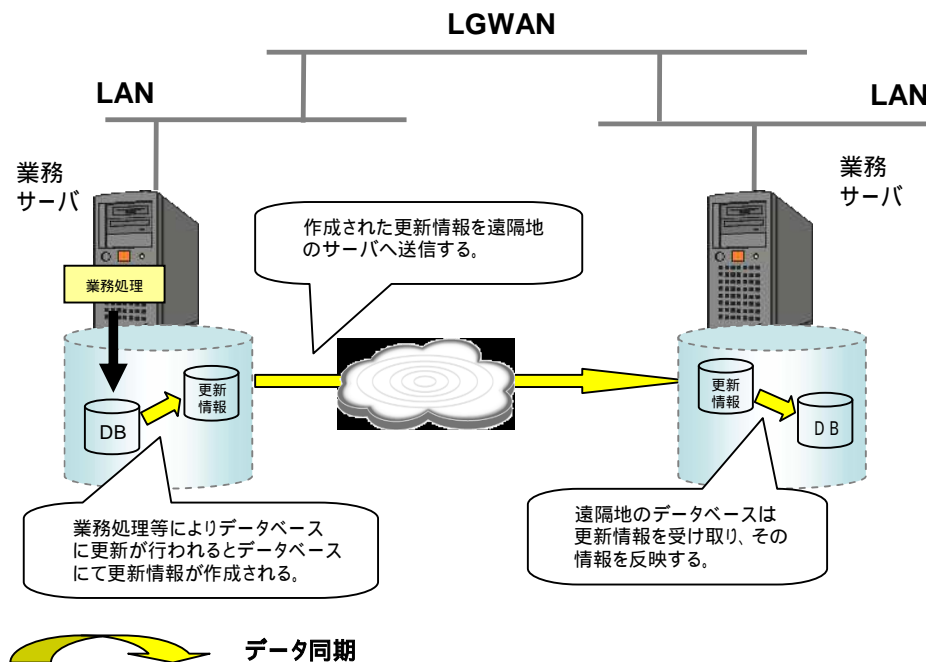 LGWAN
LAN
LAN
業務
サーバ
業務
サーバ
作成された更新情報を遠隔地
のサーバへ送信する。
業務処理
更新
情報
DB
更新
情報
ＤＢ
業務処理等によりデータベース
に更新が行われるとデータベース
にて更新情報が作成される。
遠隔地のデータベースは
更新情報を受け取り、その
情報を反映する。
データ同期